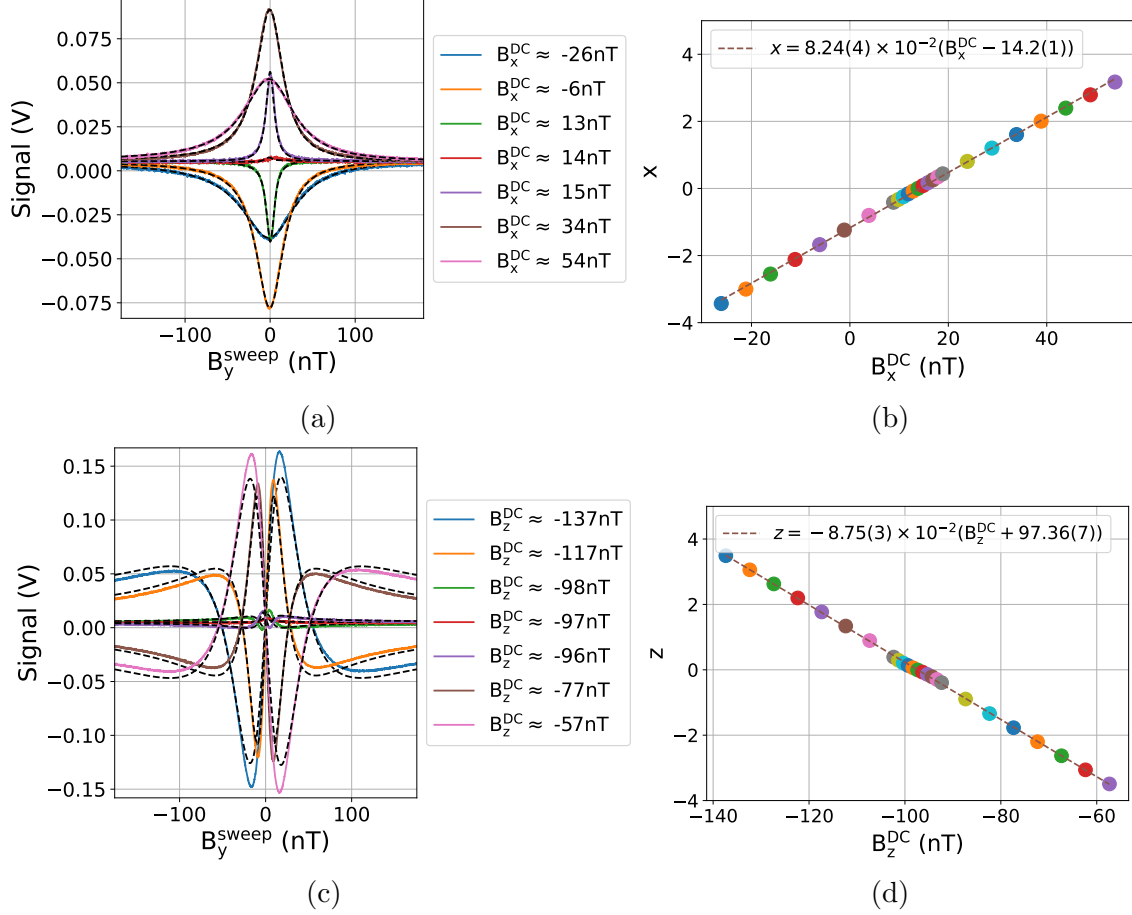 0.075
0.050
0.025
0.000
−0.025
−0.050
−0.075
Signal (V)
−100 0 100
B_y^sweep (nT)
B_x^DC ≈ -26nT
B_x^DC ≈ -6nT
B_x^DC ≈ 13nT
B_x^DC ≈ 14nT
B_x^DC ≈ 15nT
B_x^DC ≈ 34nT
B_x^DC ≈ 54nT
(a)
x = 8.24(4) × 10^−2(B_x^DC − 14.2(1))
4
2
0
−2
−4
x
−20 0 20 40
B_x^DC (nT)
(b)
0.15
0.10
0.05
0.00
−0.05
−0.10
−0.15
Signal (V)
−100 0 100
B_y^sweep (nT)
B_z^DC ≈ -137nT
B_z^DC ≈ -117nT
B_z^DC ≈ -98nT
B_z^DC ≈ -97nT
B_z^DC ≈ -96nT
B_z^DC ≈ -77nT
B_z^DC ≈ -57nT
(c)
z = −8.75(3) × 10^−2(B_z^DC + 97.36(7))
4
2
0
−2
−4
z
−140 −120 −100 −80 −60
B_z^DC (nT)
(d)